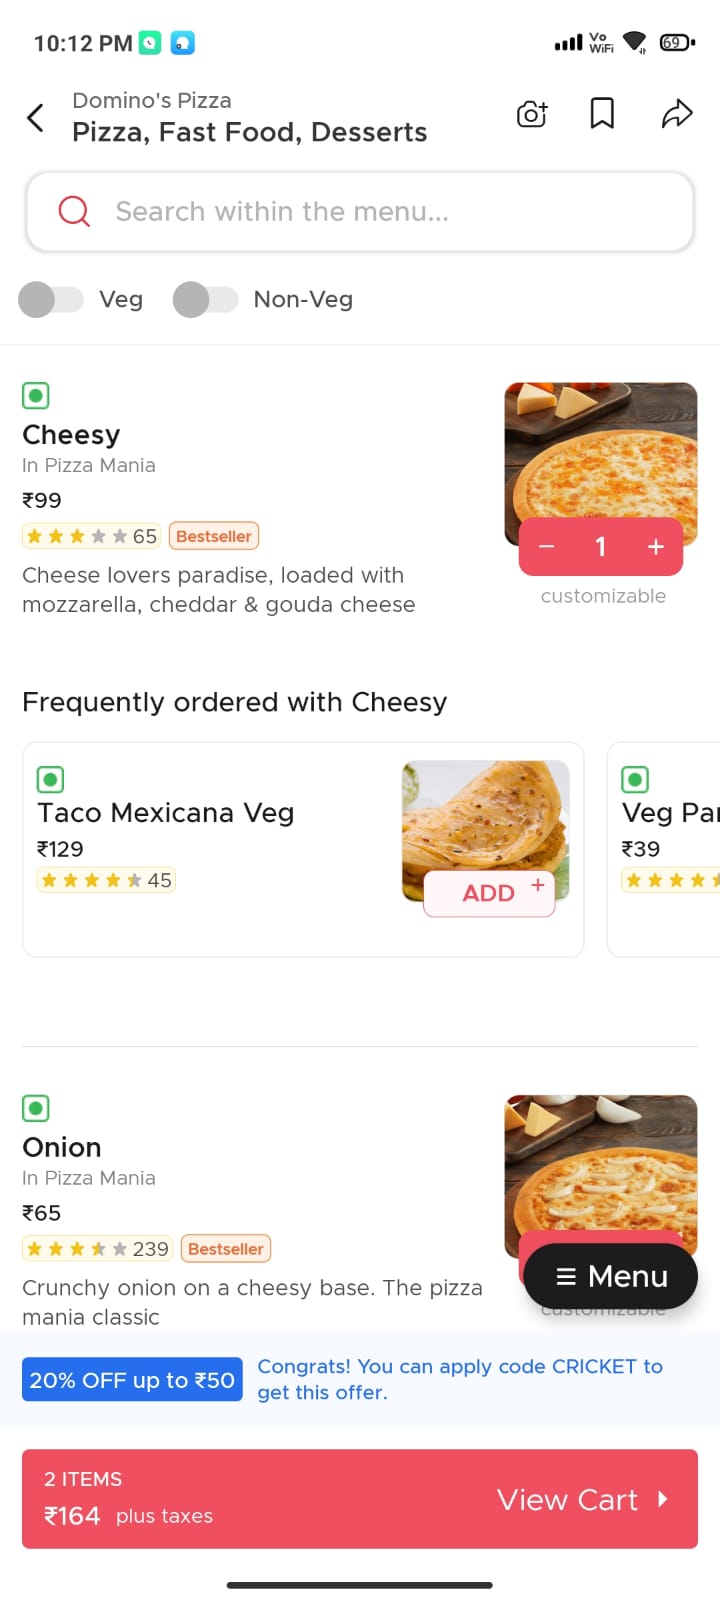 10:12 PM
Vo
WiFi
69
Domino's Pizza
Pizza, Fast Food, Desserts
Search within the menu...
Veg
Non-Veg
Cheesy
In Pizza Mania
₹99
65
Bestseller
Cheese lovers paradise, loaded with
mozzarella, cheddar & gouda cheese
− 1 +
customizable
Frequently ordered with Cheesy
Taco Mexicana Veg
₹129
45
ADD +
Veg Par
₹39
Onion
In Pizza Mania
₹65
239
Bestseller
Crunchy onion on a cheesy base. The pizza
mania classic
Menu
customizable
20% OFF up to ₹50
Congrats! You can apply code CRICKET to
get this offer.
2 ITEMS
₹164 plus taxes
View Cart